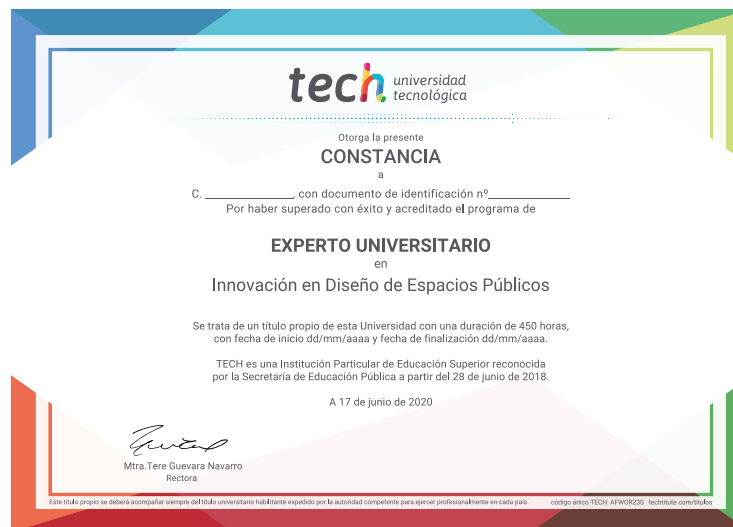 tech universidad
tecnológica
Otorga la presente
CONSTANCIA
a
C. ______________, con documento de identificación nº_____________
Por haber superado con éxito y acreditado el programa de
EXPERTO UNIVERSITARIO
en
Innovación en Diseño de Espacios Públicos
Se trata de un título propio de esta Universidad con una duración de 450 horas,
con fecha de inicio dd/mm/aaaa y fecha de finalización dd/mm/aaaa.
TECH es una Institución Particular de Educación Superior reconocida
por la Secretaría de Educación Pública a partir del 28 de junio de 2018.
A 17 de junio de 2020
Mtra.Tere Guevara Navarro
Rectora
Este título propio se deberá acompañar siempre del título universitario habilitante expedido por la autoridad competente para ejercer profesionalmente en cada país. código único TECH: AFWOR23S techtitute.com/titulos